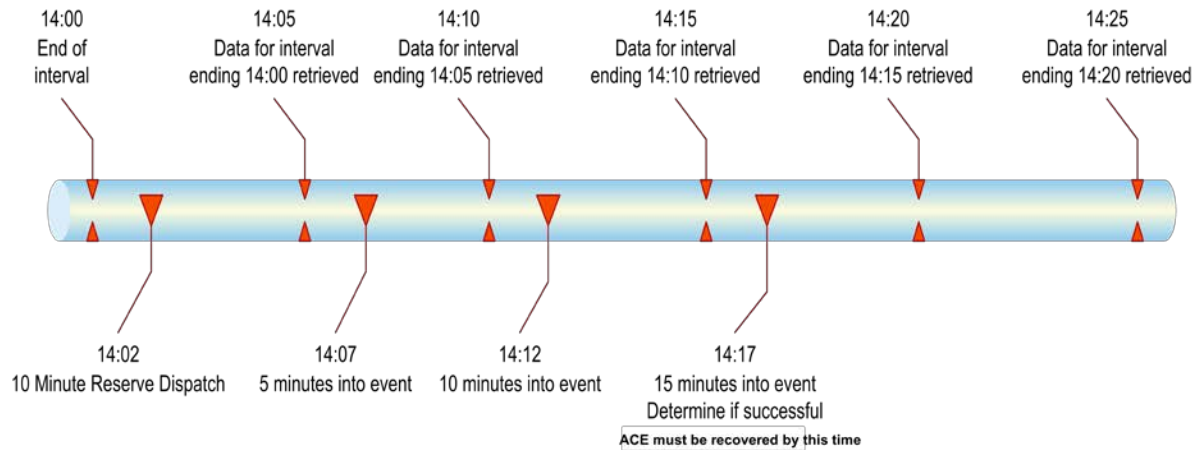 14:00
End of
interval
14:05
Data for interval
ending 14:00 retrieved
14:10
Data for interval
ending 14:05 retrieved
14:15
Data for interval
ending 14:10 retrieved
14:20
Data for interval
ending 14:15 retrieved
14:25
Data for interval
ending 14:20 retrieved
14:02
10 Minute Reserve Dispatch
14:07
5 minutes into event
14:12
10 minutes into event
14:17
15 minutes into event
Determine if successful
ACE must be recovered by this time